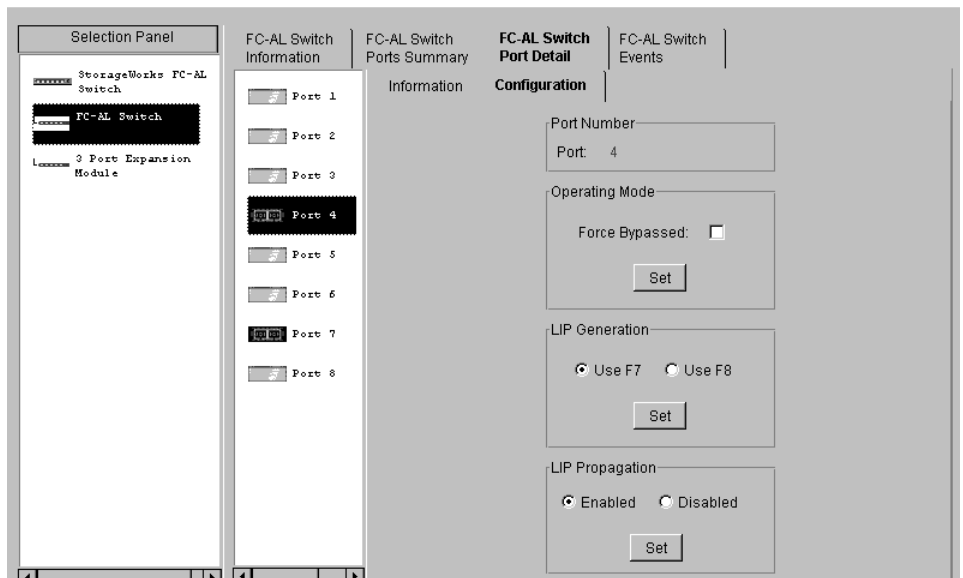 Selection Panel
StorageWorks FC-AL
Switch
FC-AL Switch
3 Port Expansion
Module
FC-AL Switch
Information
FC-AL Switch
Ports Summary
FC-AL Switch
Port Detail
FC-AL Switch
Events
Port 1
Port 2
Port 3
Port 4
Port 5
Port 6
Port 7
Port 8
Information
Configuration
Port Number
Port: 4
Operating Mode
Force Bypassed:
Set
LIP Generation
Use F7 Use F8
Set
LIP Propagation
Enabled Disabled
Set